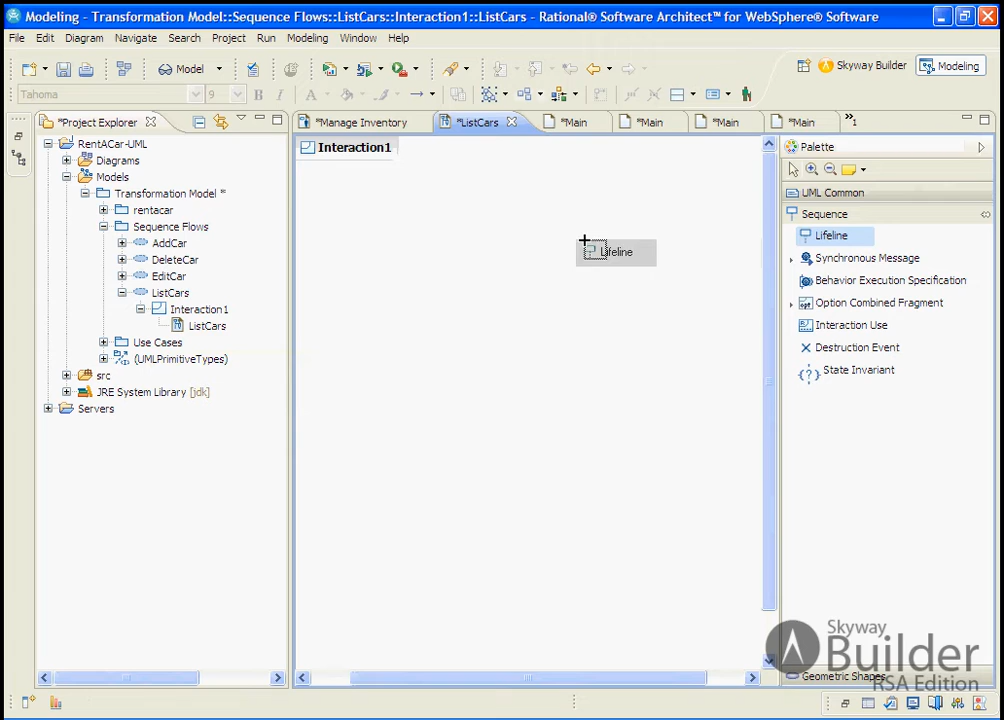 Modeling - Transformation Model::Sequence Flows::ListCars::Interaction1::ListCars - Rational® Software Architect™ for WebSphere® Software
File Edit Diagram Navigate Search Project Run Modeling Window Help
Model
Skyway Builder
Modeling
Tahoma 9 B I A
*Project Explorer
*Manage Inventory
*ListCars
*Main
*Main
*Main
*Main
»1
RentACar-UML
Diagrams
Models
Transformation Model *
rentacar
Sequence Flows
AddCar
DeleteCar
EditCar
ListCars
Interaction1
ListCars
Use Cases
(UMLPrimitiveTypes)
src
JRE System Library [jdk]
Servers
Interaction1
Lifeline
Palette
UML Common
Sequence
Lifeline
Synchronous Message
Behavior Execution Specification
Option Combined Fragment
Interaction Use
Destruction Event
State Invariant
Geometric Shapes
Skyway
Builder
RSA Edition